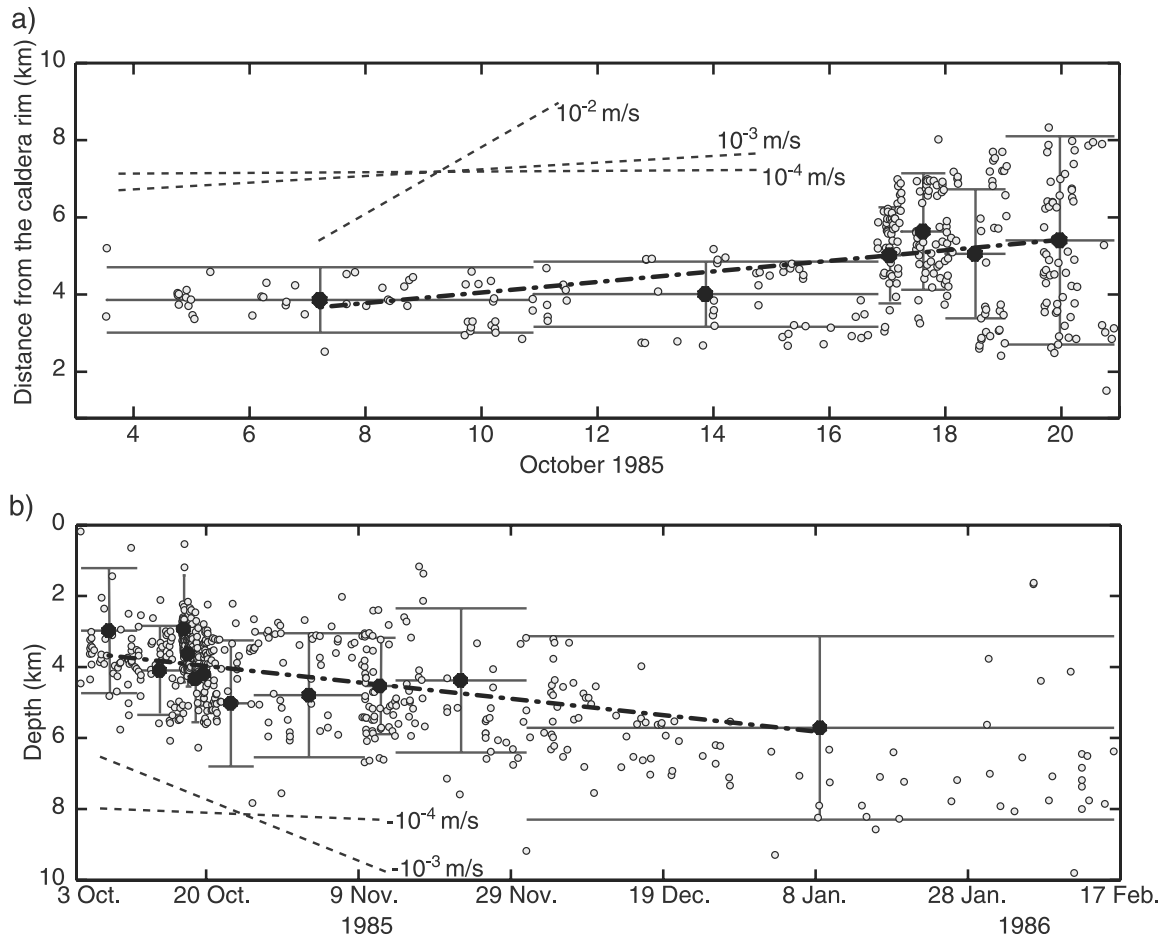 a)
Distance from the caldera rim (km)
10
8
6
4
2
10-2 m/s
10-3 m/s
10-4 m/s
4 6 8 10 12 14 16 18 20
October 1985
b)
Depth (km)
0
2
4
6
8
10
-10-4 m/s
-10-3 m/s
3 Oct. 20 Oct. 9 Nov. 29 Nov. 19 Dec. 8 Jan. 28 Jan. 17 Feb.
1985 1986